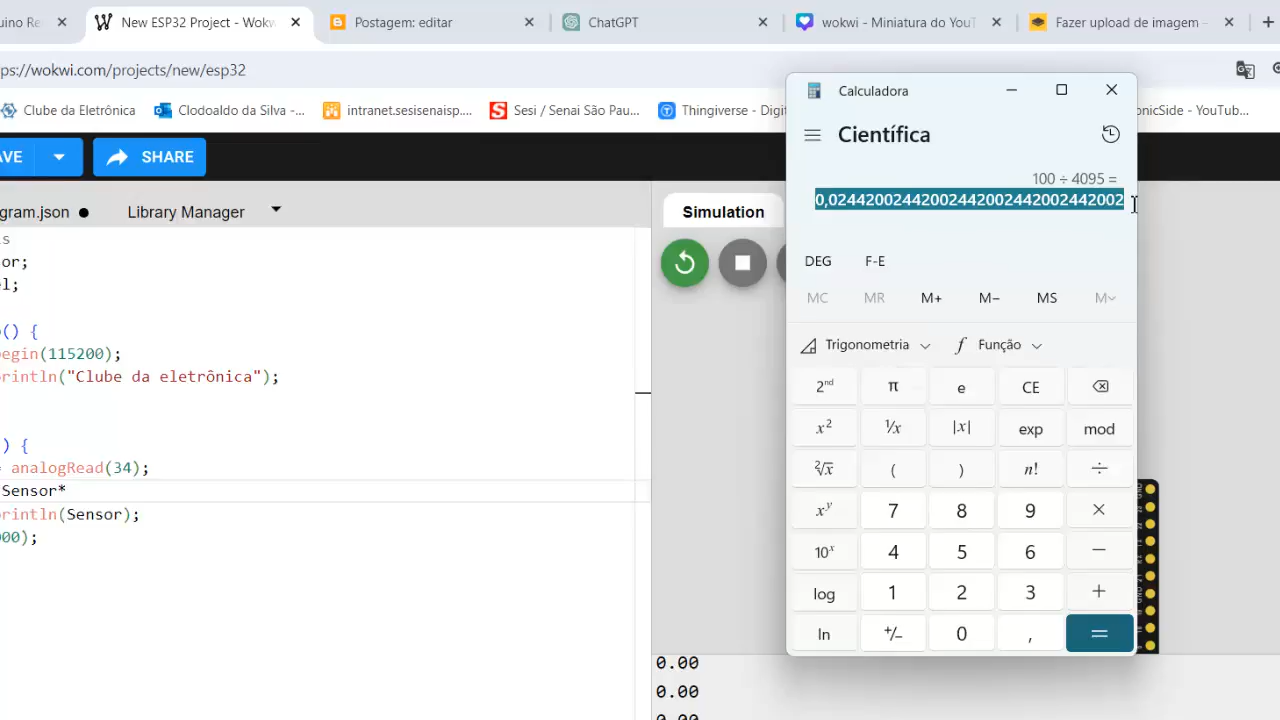 uino Re
New ESP32 Project - Wokw
Postagem: editar
ChatGPT
wokwi - Miniatura do YouT
Fazer upload de imagem -
ps://wokwi.com/projects/new/esp32
Clube da Eletrônica
Clodoaldo da Silva -...
intranet.sesisenaisp....
Sesi / Senai São Pau...
Thingiverse - Digit
onicSide - YouTub...
AVE
SHARE
gram.json
Library Manager
Simulation
is
or;
l;
() {
egin(115200);
rintln("Clube da eletrônica");
) {
= analogRead(34);
Sensor*
rintln(Sensor);
00);
Calculadora
Científica
100 ÷ 4095 =
0,02442002442002442002442002442002
DEG F-E
MC MR M+ M− MS M
Trigonometria f Função
2nd π e CE
x² ¹/x |x| exp mod
²√x ( ) n! ÷
xʸ 7 8 9 ×
10ˣ 4 5 6 −
log 1 2 3 +
ln +/− 0 , =
0.00
0.00
0.00